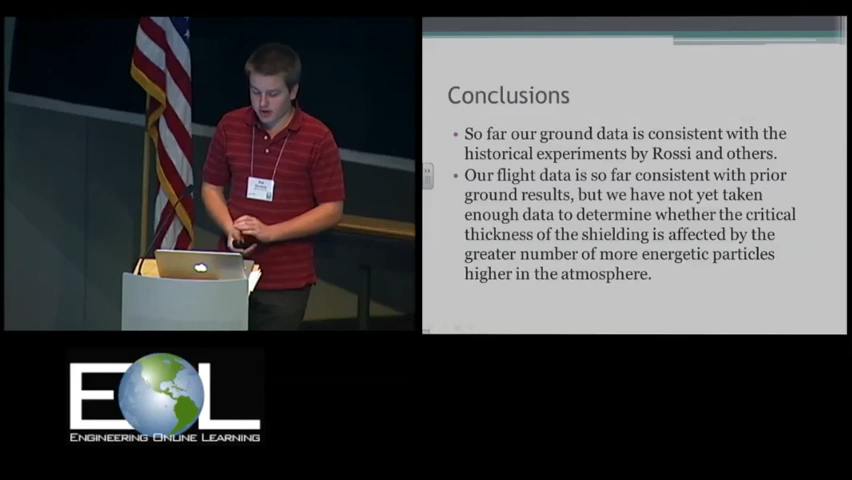 Conclusions
• So far our ground data is consistent with the
historical experiments by Rossi and others.
• Our flight data is so far consistent with prior
ground results, but we have not yet taken
enough data to determine whether the critical
thickness of the shielding is affected by the
greater number of more energetic particles
higher in the atmosphere.
EOL
ENGINEERING ONLINE LEARNING